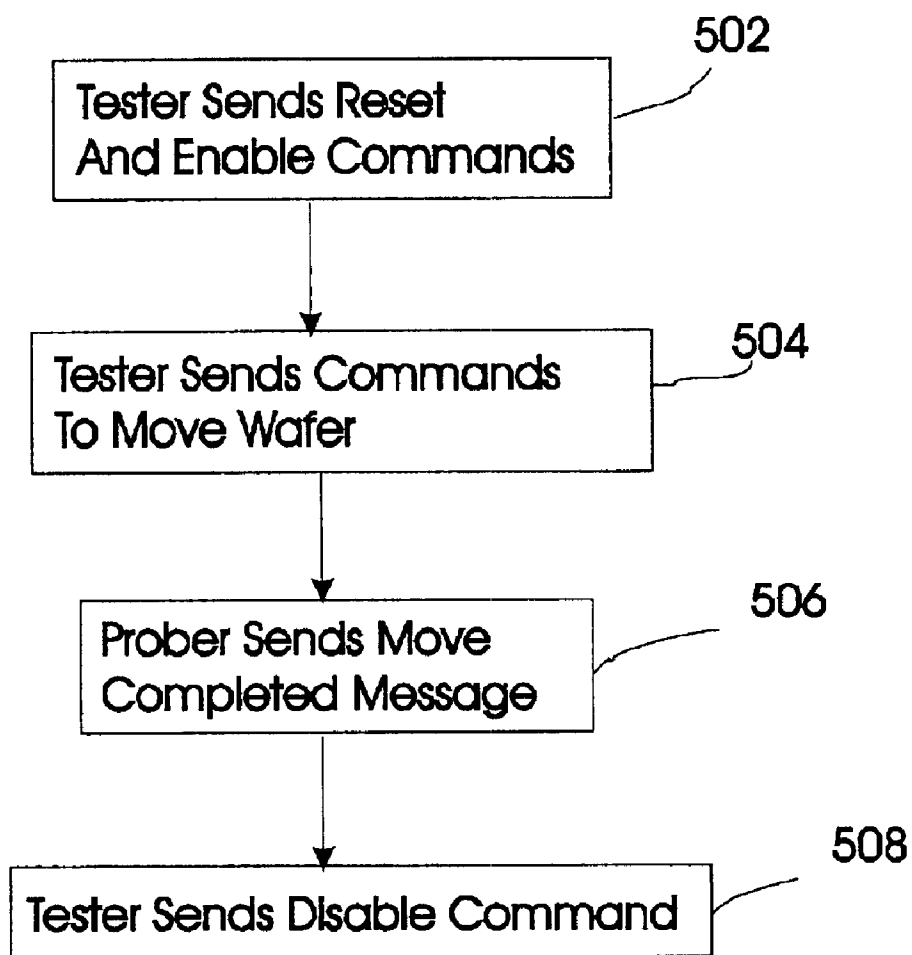 502
Tester Sends Reset
And Enable Commands
504
Tester Sends Commands
To Move Wafer
506
Prober Sends Move
Completed Message
508
Tester Sends Disable Command